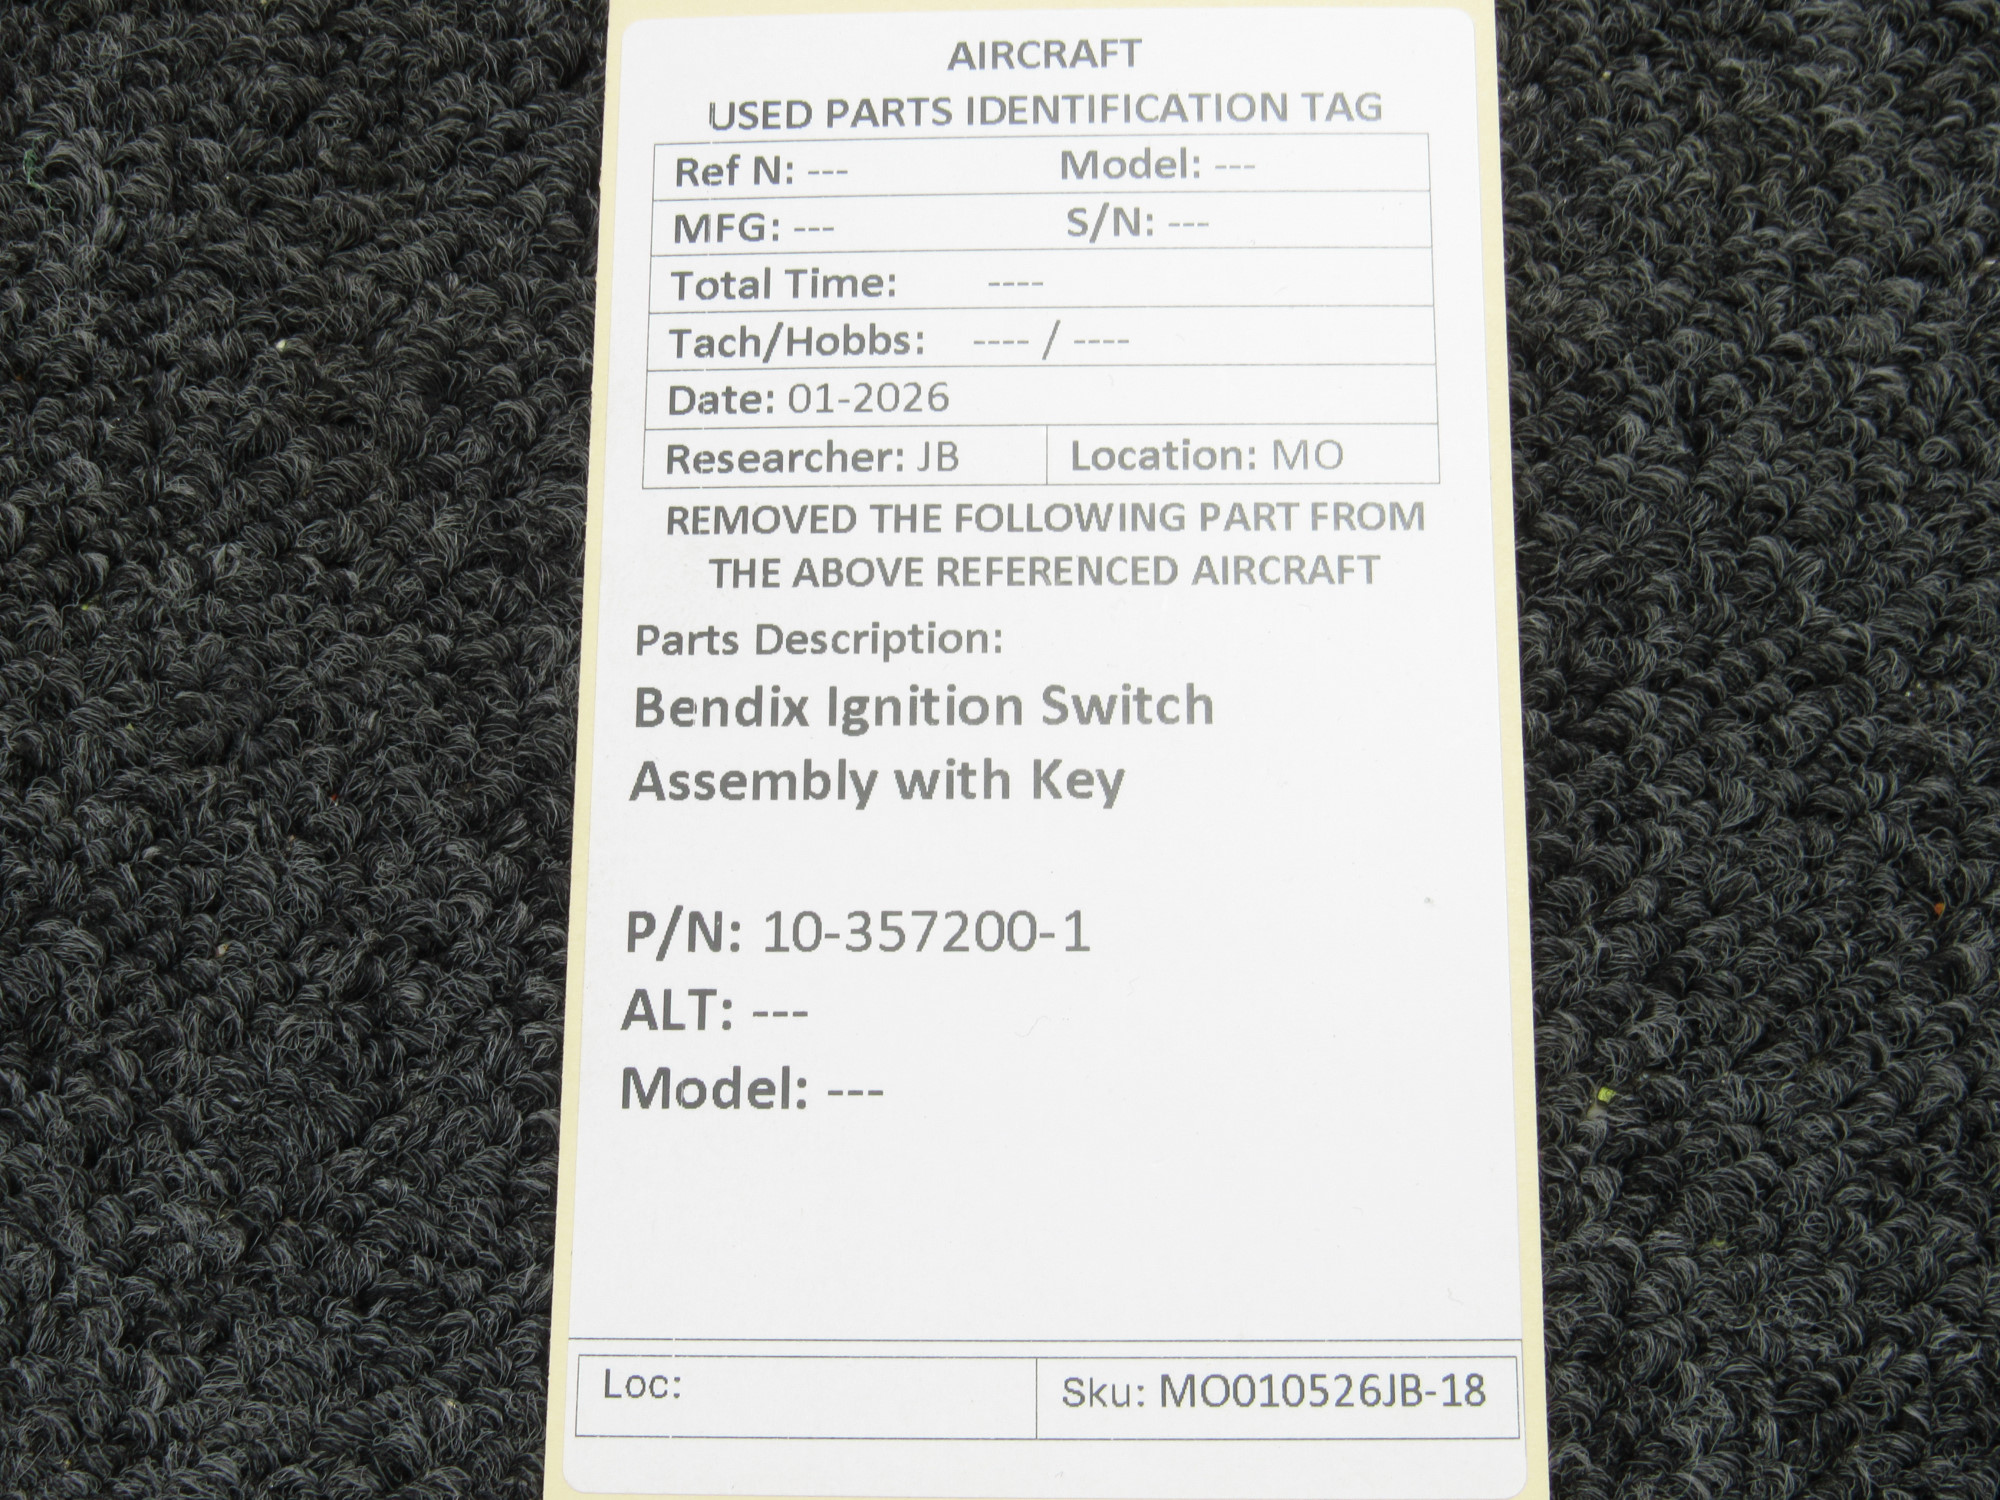 AIRCRAFT
USED PARTS IDENTIFICATION TAG
Ref N: --- Model: ---
MFG: --- S/N: ---
Total Time: ----
Tach/Hobbs: ---- / ----
Date: 01-2026
Researcher: JB Location: MO
REMOVED THE FOLLOWING PART FROM
THE ABOVE REFERENCED AIRCRAFT
Parts Description:
Bendix Ignition Switch
Assembly with Key
P/N: 10-357200-1
ALT: ---
Model: ---
Loc: Sku: MO010526JB-18